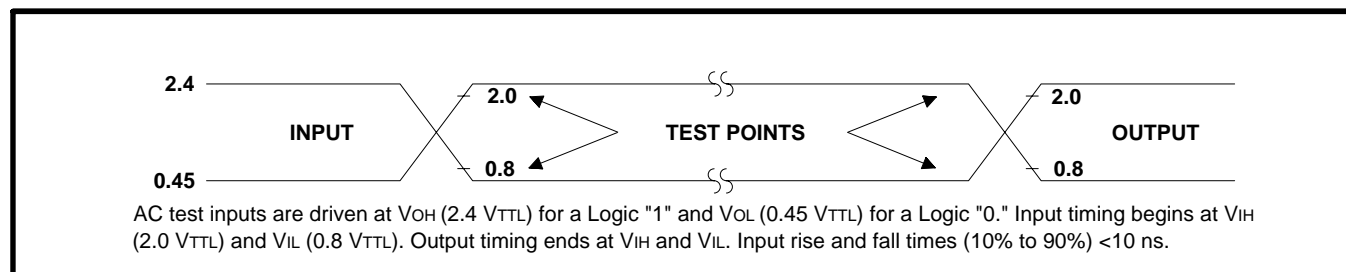 2.4
2.0
2.0
INPUT
TEST POINTS
OUTPUT
0.8
0.8
0.45
AC test inputs are driven at VOH (2.4 VTTL) for a Logic "1" and VOL (0.45 VTTL) for a Logic "0." Input timing begins at VIH
(2.0 VTTL) and VIL (0.8 VTTL). Output timing ends at VIH and VIL. Input rise and fall times (10% to 90%) <10 ns.